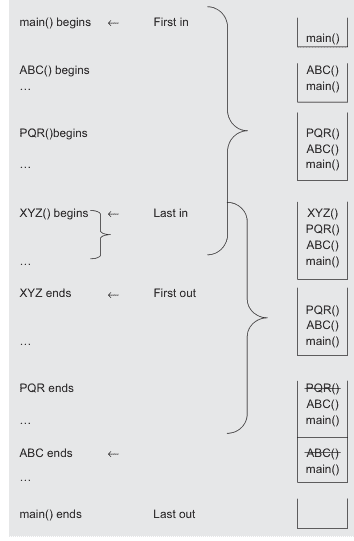 main() begins ← First in
main()
ABC() begins ABC()
... main()
PQR()begins PQR()
ABC()
... main()
XYZ() begins ← Last in XYZ()
PQR()
ABC()
... main()
XYZ ends ← First out
PQR()
ABC()
... main()
PQR ends PQR()
ABC()
... main()
ABC ends ← ABC()
... main()
main() ends Last out